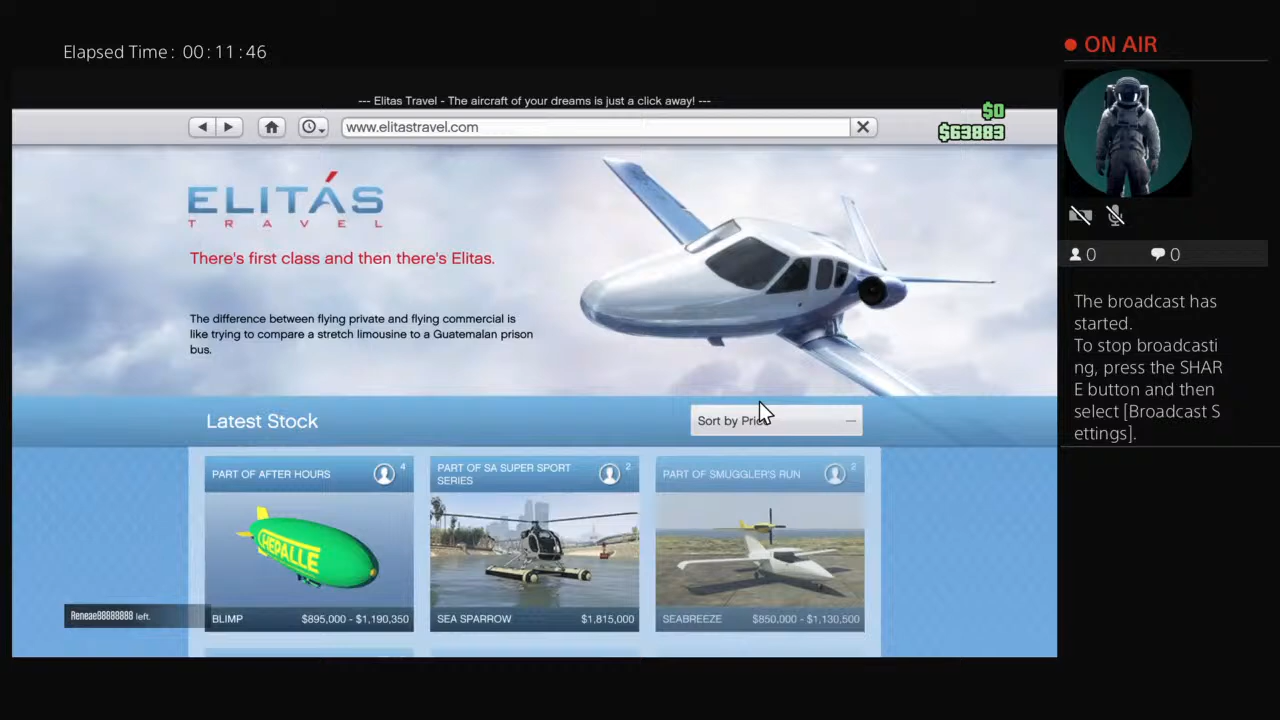 Elapsed Time: 00:11:46
ON AIR
--- Elitas Travel - The aircraft of your dreams is just a click away! ---
$0
www.elitastravel.com
$63883
ELITÁS
TRAVEL
There's first class and then there's Elitas.
The difference between flying private and flying commercial is
like trying to compare a stretch limousine to a Guatemalan prison
bus.
0
0
The broadcast has
started.
To stop broadcasti
ng, press the SHAR
E button and then
select [Broadcast S
ettings].
Latest Stock
Sort by Price
PART OF AFTER HOURS
4
PART OF SA SUPER SPORT
SERIES
2
PART OF SMUGGLER'S RUN
2
HEPALLE
BLIMP
$895,000 - $1,190,350
SEA SPARROW
$1,815,000
SEABREEZE
$850,000 - $1,130,500
Reneae88888888 left.